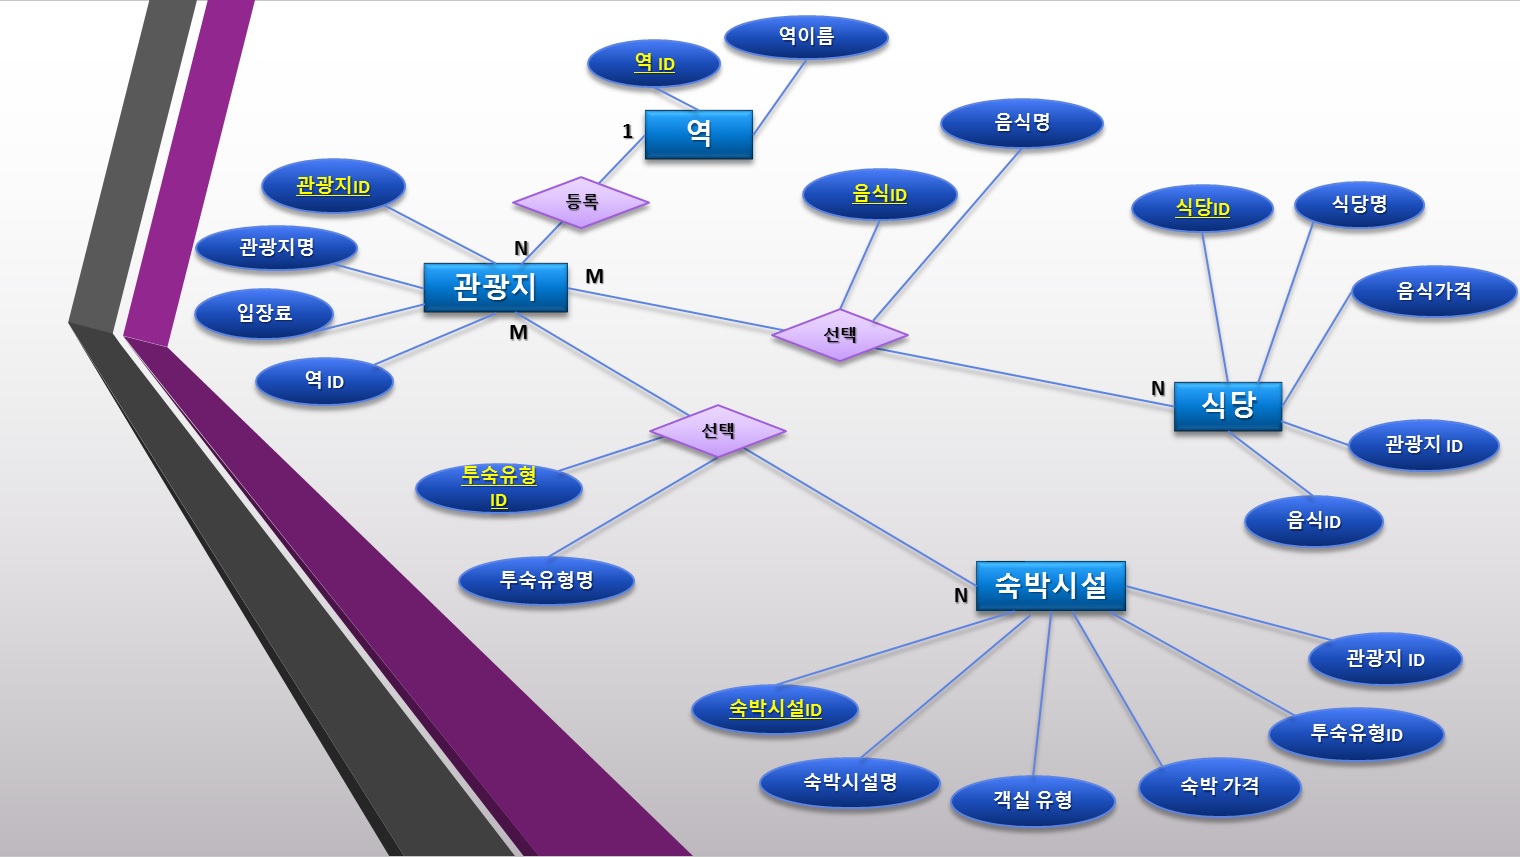 역이름
역 ID
역
1
등록
N
관광지ID
관광지명
입장료
역 ID
관광지
M
M
음식명
음식ID
선택
식당ID
식당명
음식가격
N
식당
관광지 ID
음식ID
선택
투숙유형
ID
투숙유형명
N
숙박시설
관광지 ID
숙박시설ID
투숙유형ID
숙박시설명
객실 유형
숙박 가격